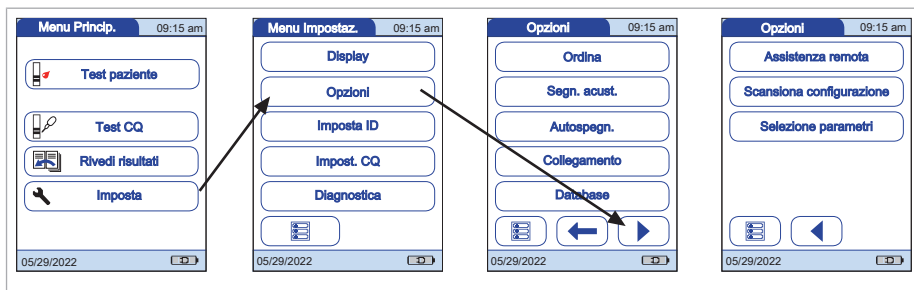 Menu Princip. 09:15 am
Test paziente
Test CQ
Rivedi risultati
Imposta
05/29/2022
Menu Impostaz. 09:15 am
Display
Opzioni
Imposta ID
Impost. CQ
Diagnostica
05/29/2022
Opzioni 09:15 am
Ordina
Segn. acust.
Autospegn.
Collegamento
Database
05/29/2022
Opzioni 09:15 am
Assistenza remota
Scansiona configurazione
Selezione parametri
05/29/2022